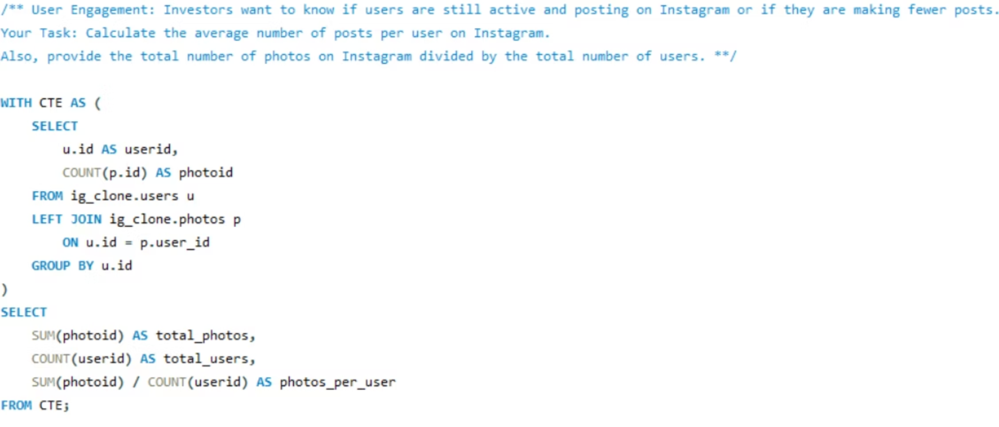 /** User Engagement: Investors want to know if users are still active and posting on Instagram or if they are making fewer posts.
Your Task: Calculate the average number of posts per user on Instagram.
Also, provide the total number of photos on Instagram divided by the total number of users. **/
WITH CTE AS (
SELECT
u.id AS userid,
COUNT(p.id) AS photoid
FROM ig_clone.users u
LEFT JOIN ig_clone.photos p
ON u.id = p.user_id
GROUP BY u.id
)
SELECT
SUM(photoid) AS total_photos,
COUNT(userid) AS total_users,
SUM(photoid) / COUNT(userid) AS photos_per_user
FROM CTE;